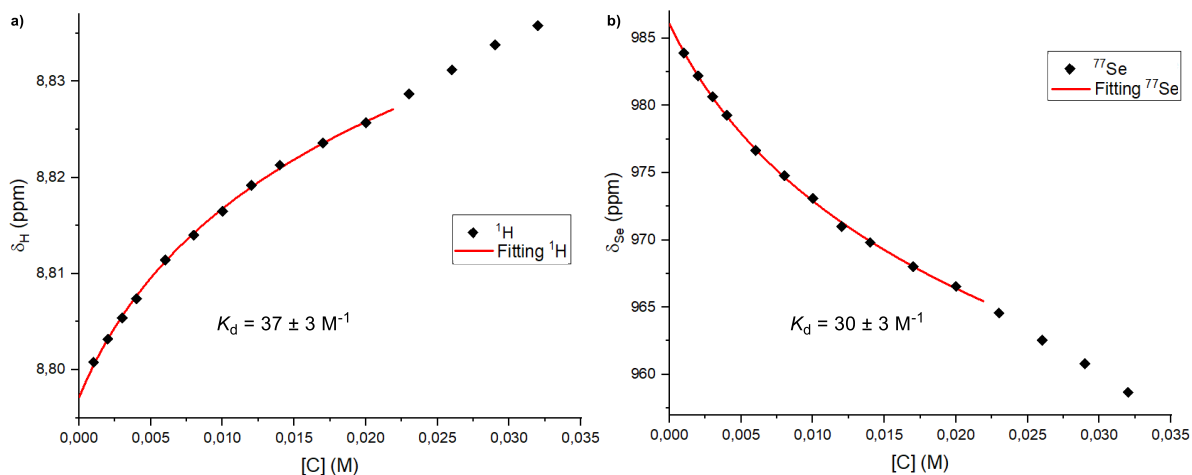 a)
8,83
8,82
8,81
8,80
δH (ppm)
¹H
Fitting ¹H
Kd = 37 ± 3 M⁻¹
0,000 0,005 0,010 0,015 0,020 0,025 0,030 0,035
[C] (M)
b)
985
980
975
970
965
960
δSe (ppm)
⁷⁷Se
Fitting ⁷⁷Se
Kd = 30 ± 3 M⁻¹
0,000 0,005 0,010 0,015 0,020 0,025 0,030 0,035
[C] (M)